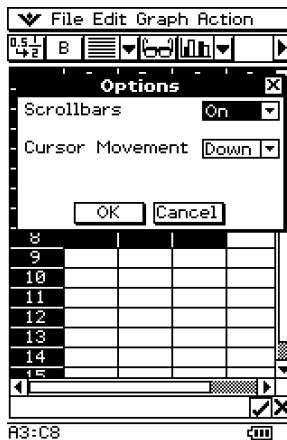 File Edit Graph Action
0.5 1 2 B
Options
Scrollbars On
Cursor Movement Down
OK Cancel
8
9
10
11
12
13
14
15
A3:C8